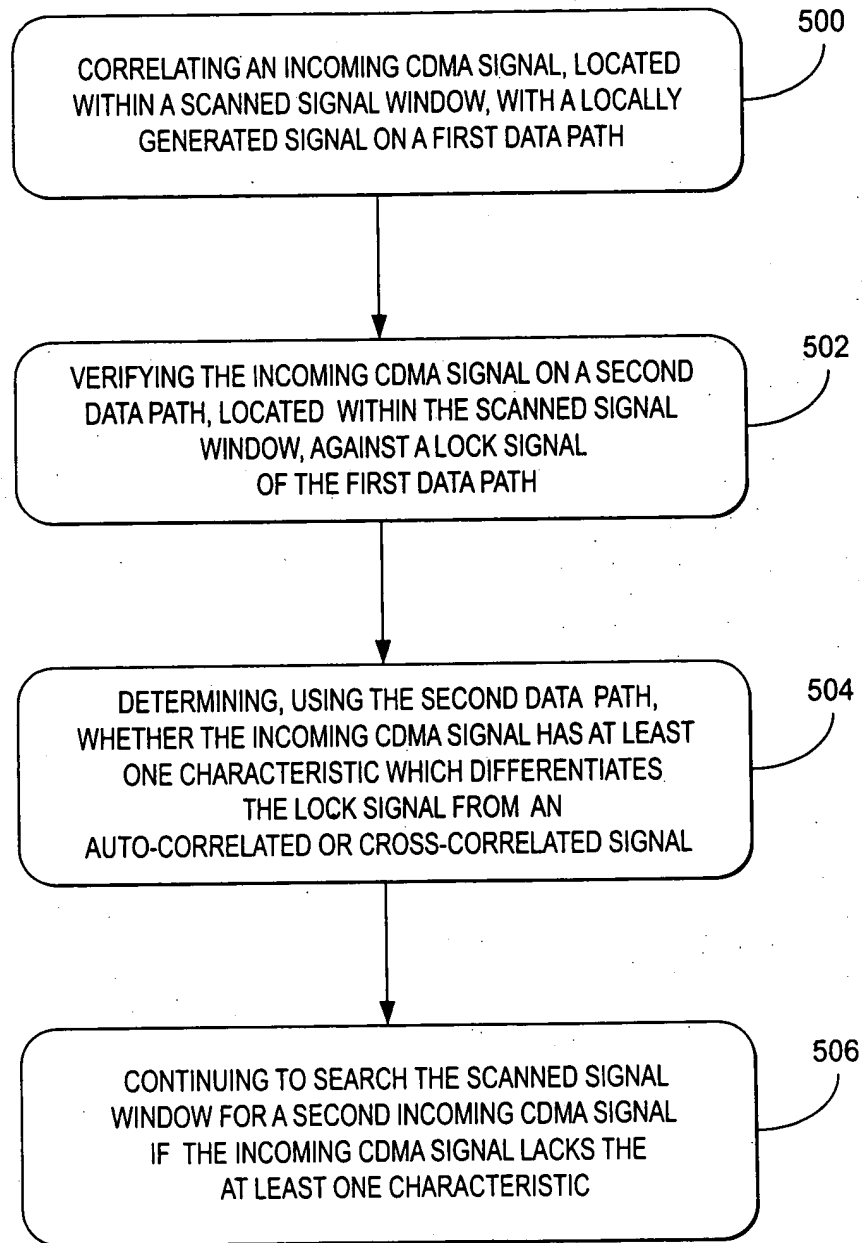 500
CORRELATING AN INCOMING CDMA SIGNAL, LOCATED
WITHIN A SCANNED SIGNAL WINDOW, WITH A LOCALLY
GENERATED SIGNAL ON A FIRST DATA PATH
502
VERIFYING THE INCOMING CDMA SIGNAL ON A SECOND
DATA PATH, LOCATED WITHIN THE SCANNED SIGNAL
WINDOW, AGAINST A LOCK SIGNAL
OF THE FIRST DATA PATH
504
DETERMINING, USING THE SECOND DATA PATH,
WHETHER THE INCOMING CDMA SIGNAL HAS AT LEAST
ONE CHARACTERISTIC WHICH DIFFERENTIATES
THE LOCK SIGNAL FROM AN
AUTO-CORRELATED OR CROSS-CORRELATED SIGNAL
506
CONTINUING TO SEARCH THE SCANNED SIGNAL
WINDOW FOR A SECOND INCOMING CDMA SIGNAL
IF THE INCOMING CDMA SIGNAL LACKS THE
AT LEAST ONE CHARACTERISTIC